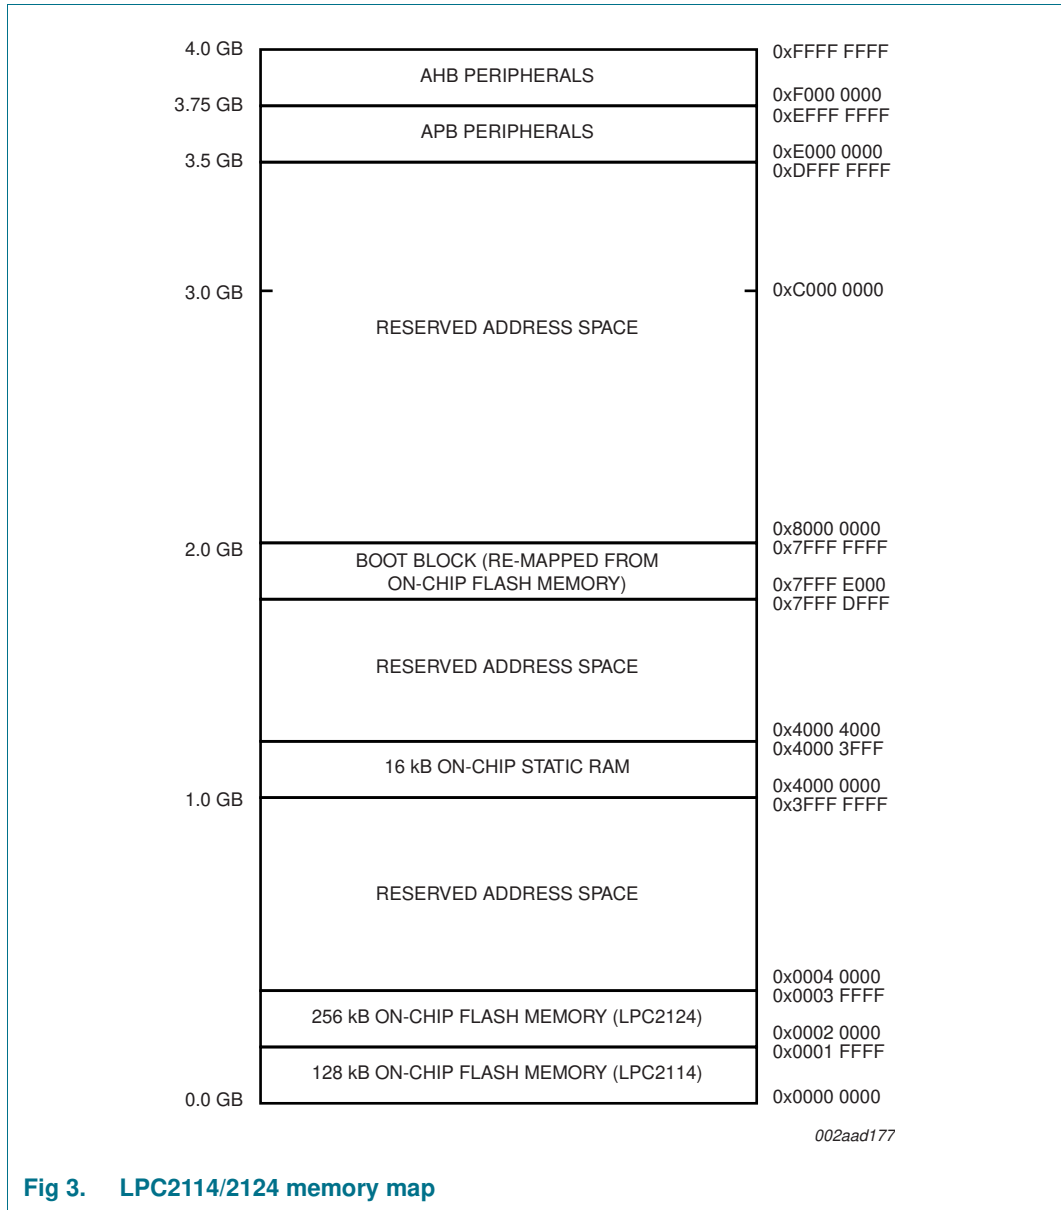 4.0 GB
0xFFFF FFFF
AHB PERIPHERALS
0xF000 0000
3.75 GB
0xEFFF FFFF
APB PERIPHERALS
0xE000 0000
3.5 GB
0xDFFF FFFF
3.0 GB
0xC000 0000
RESERVED ADDRESS SPACE
0x8000 0000
2.0 GB
0x7FFF FFFF
BOOT BLOCK (RE-MAPPED FROM
ON-CHIP FLASH MEMORY)
0x7FFF E000
0x7FFF DFFF
RESERVED ADDRESS SPACE
0x4000 4000
0x4000 3FFF
16 kB ON-CHIP STATIC RAM
0x4000 0000
1.0 GB
0x3FFF FFFF
RESERVED ADDRESS SPACE
0x0004 0000
0x0003 FFFF
256 kB ON-CHIP FLASH MEMORY (LPC2124)
0x0002 0000
0x0001 FFFF
128 kB ON-CHIP FLASH MEMORY (LPC2114)
0.0 GB
0x0000 0000
002aad177
Fig 3. LPC2114/2124 memory map